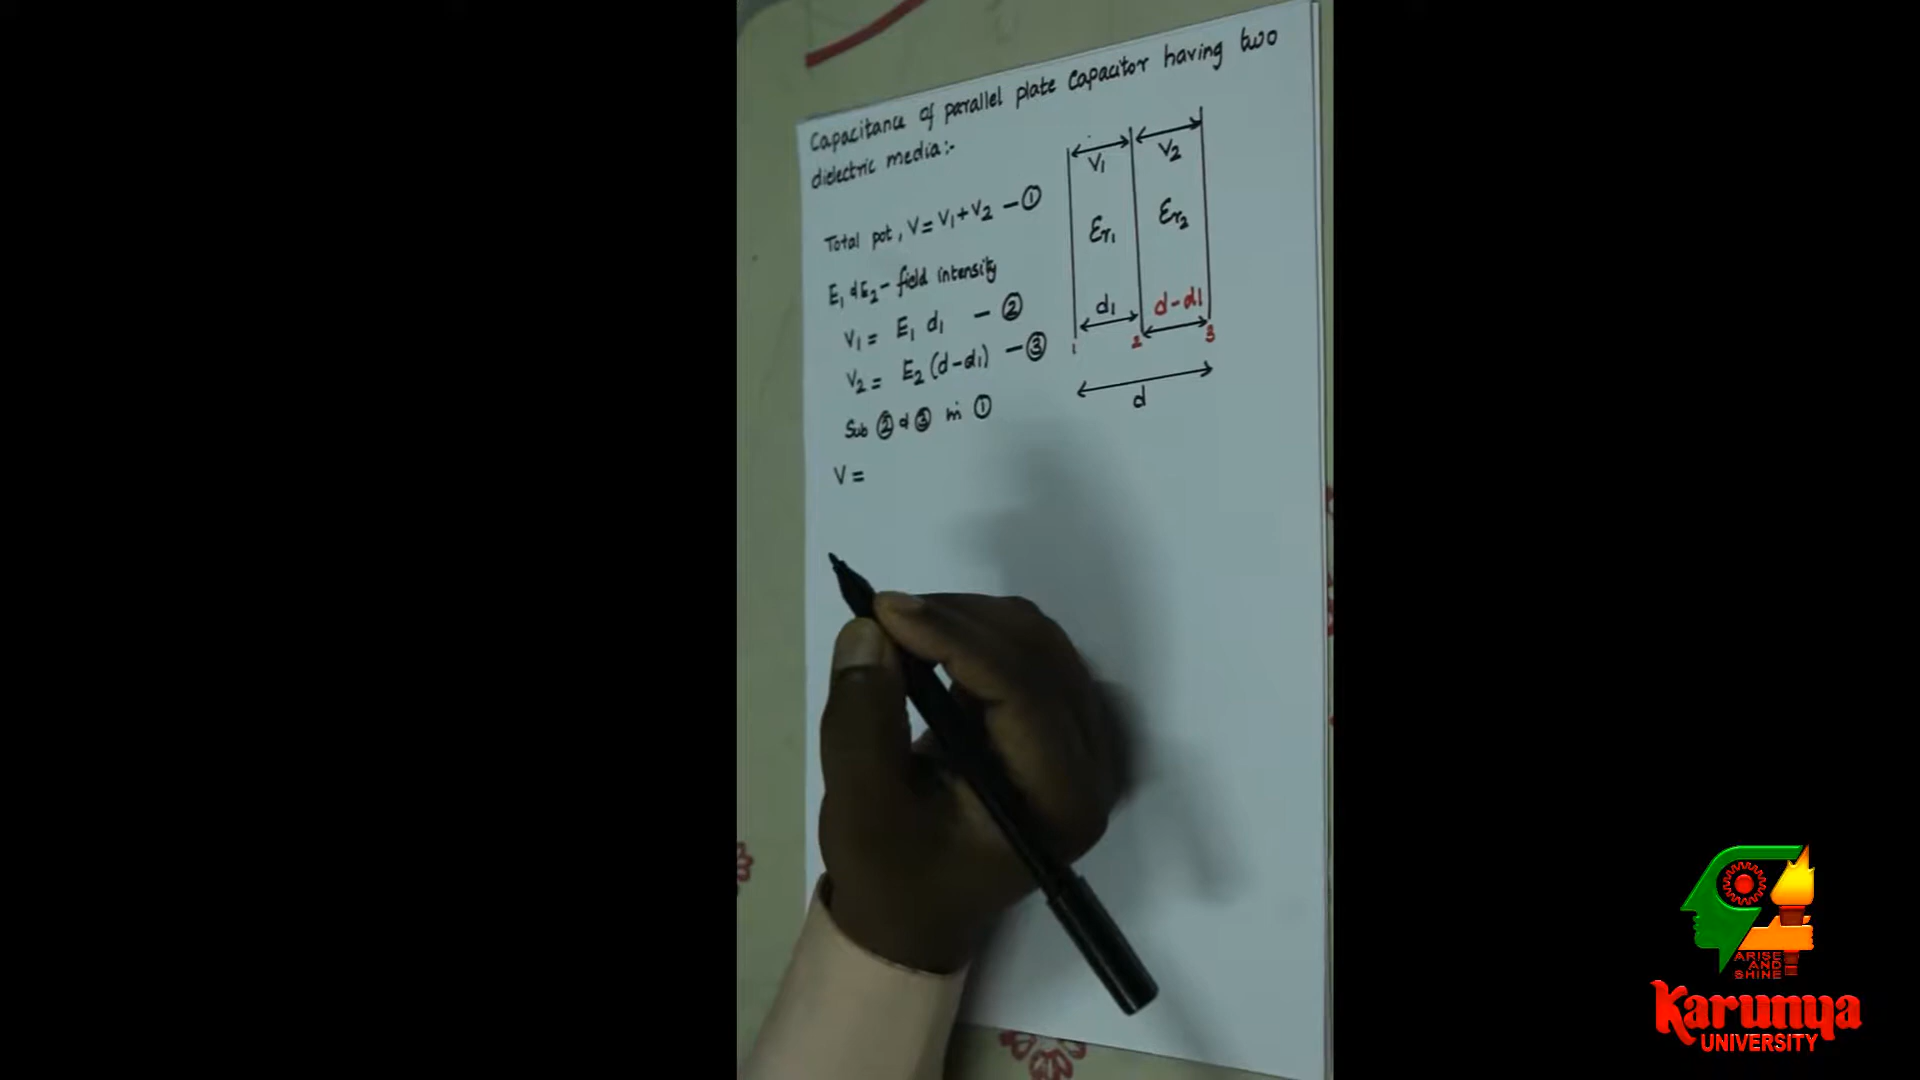 Capacitance of parallel plate capacitor having two
dielectric media:-
Total pot, V = V1+V2 — ①
E1 & E2 - field intensity
V1 = E1 d1 — ②
V2 = E2 (d-d1) — ③
Sub ② & ③ in ①
V =
V1
V2
Er1
Er2
d1
d-d1
1
2
3
d
ARISE
AND
SHINE
Karunya
UNIVERSITY